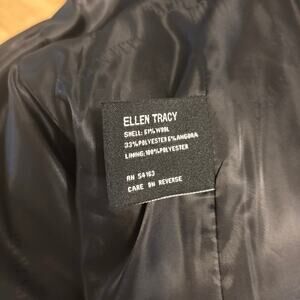 ELLEN TRACY
SHELL: 61% WOOL
33% POLYESTER 6% ANGORA
LINING: 100% POLYESTER
RN 54163
CARE ON REVERSE